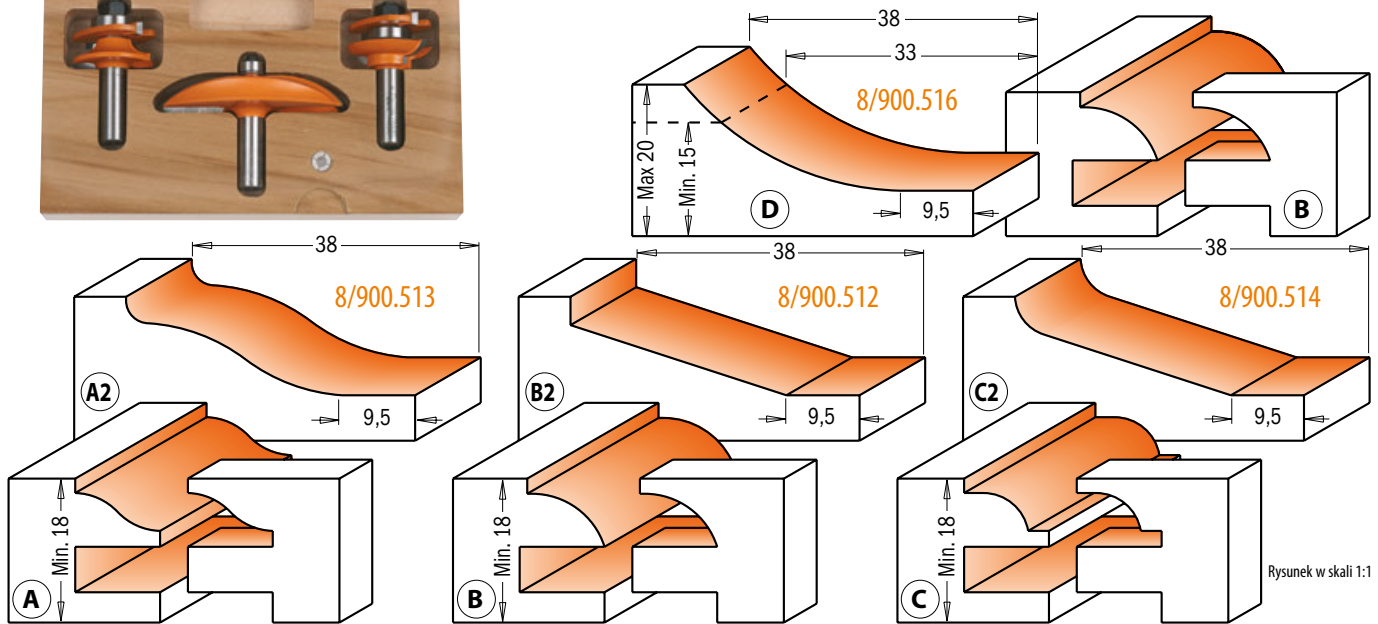 38
33
8/900.516
Max 20
Min. 15
9,5
D
B
38
8/900.513
A2
9,5
38
8/900.512
B2
9,5
38
8/900.514
C2
9,5
Min. 18
A
Min. 18
B
Min. 18
C
Rysunek w skali 1:1